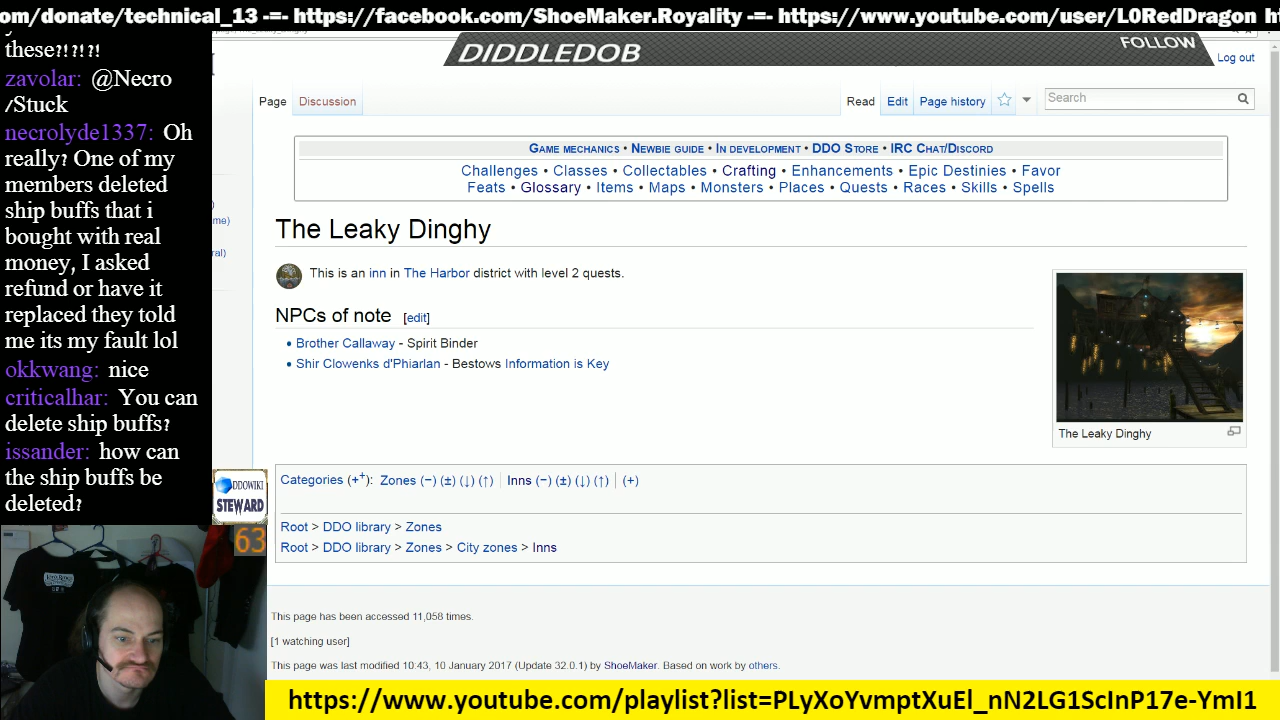 om/donate/technical_13 -=- https://facebook.com/ShoeMaker.Royality -=- https://www.youtube.com/user/L0RedDragon
these?!?!?!
zavolar: @Necro
/Stuck
necrolyde1337: Oh
really? One of my
members deleted
ship buffs that i
bought with real
money, I asked
refund or have it
replaced they told
me its my fault lol
okkwang: nice
criticalhar: You can
delete ship buffs?
issander: how can
the ship buffs be
deleted?
DIDDLEDOB
FOLLOW
Log out
Page Discussion Read Edit Page history Search
GAME MECHANICS • NEWBIE GUIDE • IN DEVELOPMENT • DDO STORE • IRC CHAT/DISCORD
Challenges • Classes • Collectables • Crafting • Enhancements • Epic Destinies • Favor
Feats • Glossary • Items • Maps • Monsters • Places • Quests • Races • Skills • Spells
me)
ral)
The Leaky Dinghy
This is an inn in The Harbor district with level 2 quests.
NPCs of note [edit]
• Brother Callaway - Spirit Binder
• Shir Clowenks d'Phiarlan - Bestows Information is Key
The Leaky Dinghy
Categories (+⁺): Zones (−) (±) (↓) (↑) | Inns (−) (±) (↓) (↑) | (+)
Root > DDO library > Zones
Root > DDO library > Zones > City zones > Inns
DDOWIKI
STEWARD
63
This page has been accessed 11,058 times.
[1 watching user]
This page was last modified 10:43, 10 January 2017 (Update 32.0.1) by ShoeMaker. Based on work by others.
https://www.youtube.com/playlist?list=PLyXoYvmptXuEl_nN2LG1ScInP17e-YmI1